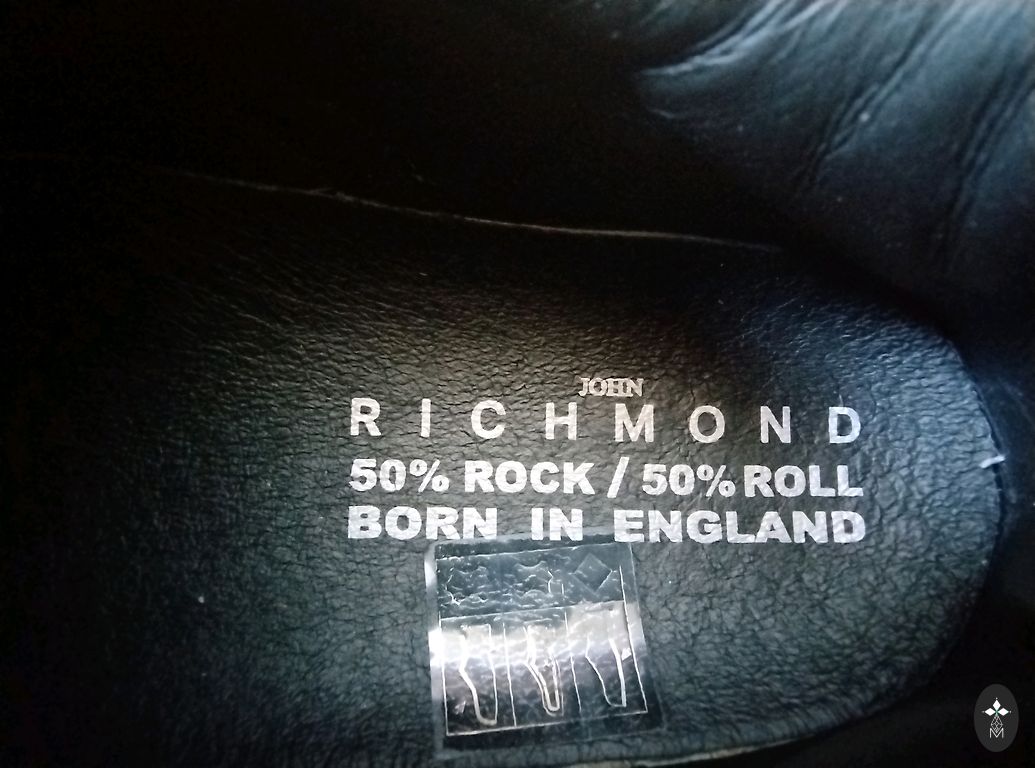 JOHN
RICHMOND
50% ROCK / 50% ROLL
BORN IN ENGLAND
M